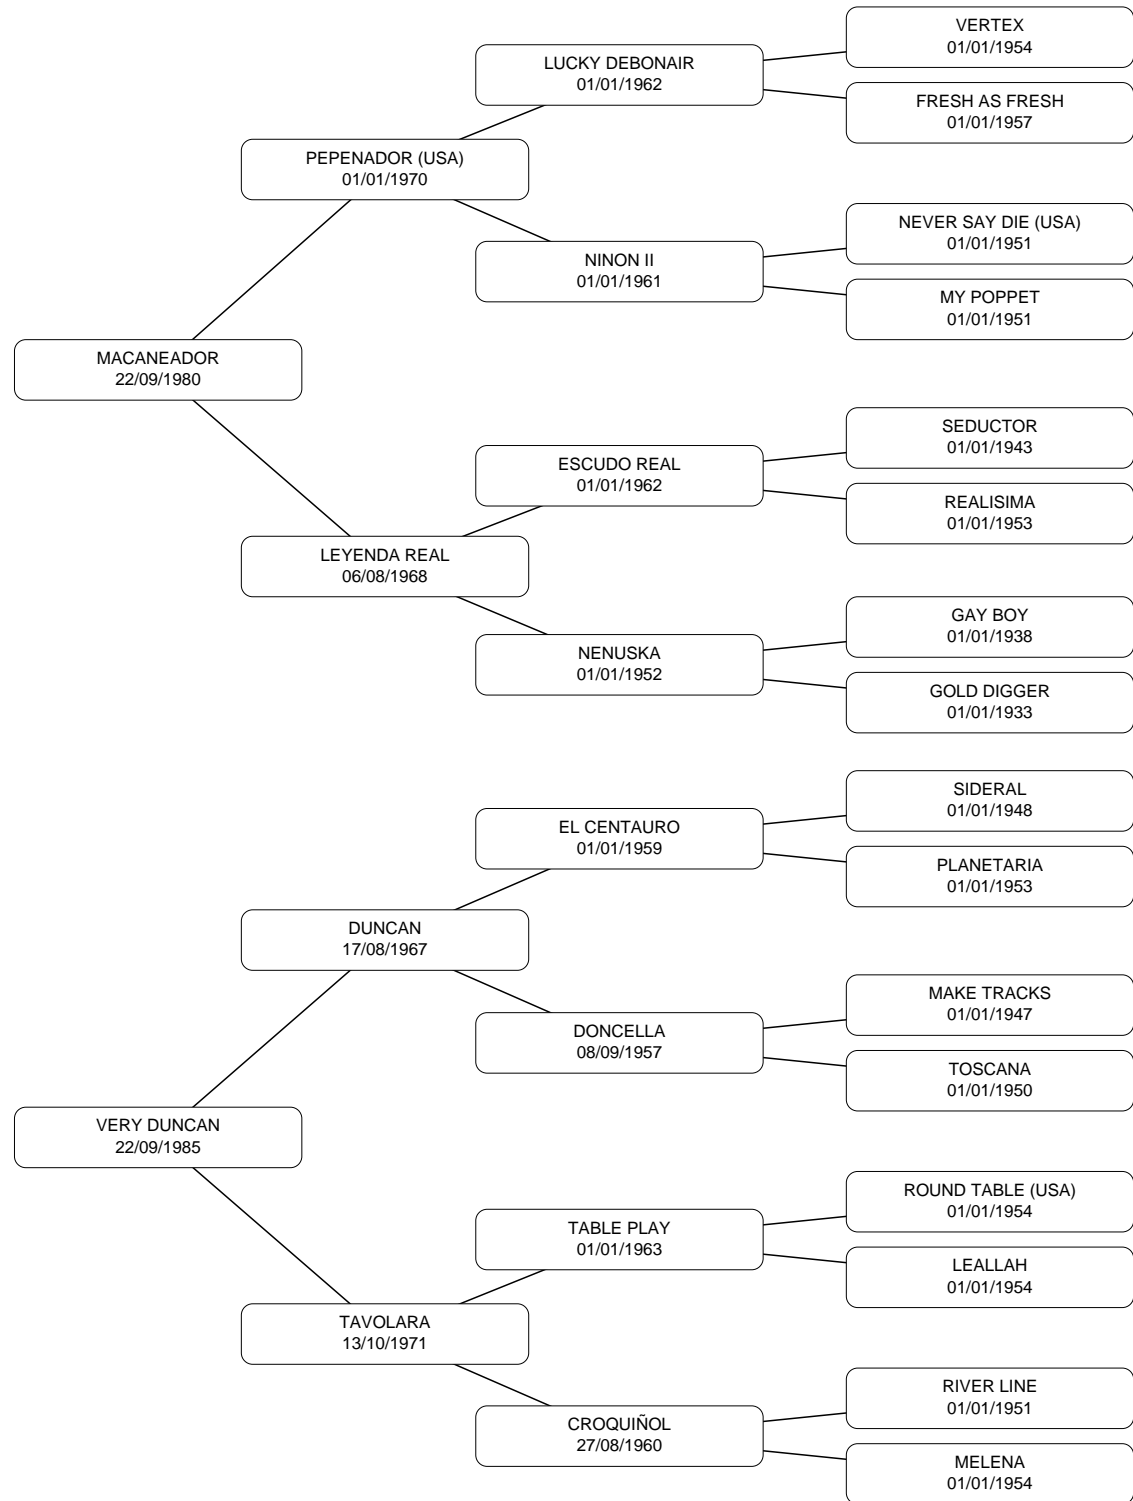 VERTEX
01/01/1954
LUCKY DEBONAIR
01/01/1962
FRESH AS FRESH
01/01/1957
PEPENADOR (USA)
01/01/1970
NEVER SAY DIE (USA)
01/01/1951
NINON II
01/01/1961
MY POPPET
01/01/1951
MACANEADOR
22/09/1980
SEDUCTOR
01/01/1943
ESCUDO REAL
01/01/1962
REALISIMA
01/01/1953
LEYENDA REAL
06/08/1968
GAY BOY
01/01/1938
NENUSKA
01/01/1952
GOLD DIGGER
01/01/1933
SIDERAL
01/01/1948
EL CENTAURO
01/01/1959
PLANETARIA
01/01/1953
DUNCAN
17/08/1967
MAKE TRACKS
01/01/1947
DONCELLA
08/09/1957
TOSCANA
01/01/1950
VERY DUNCAN
22/09/1985
ROUND TABLE (USA)
01/01/1954
TABLE PLAY
01/01/1963
LEALLAH
01/01/1954
TAVOLARA
13/10/1971
RIVER LINE
01/01/1951
CROQUIÑOL
27/08/1960
MELENA
01/01/1954